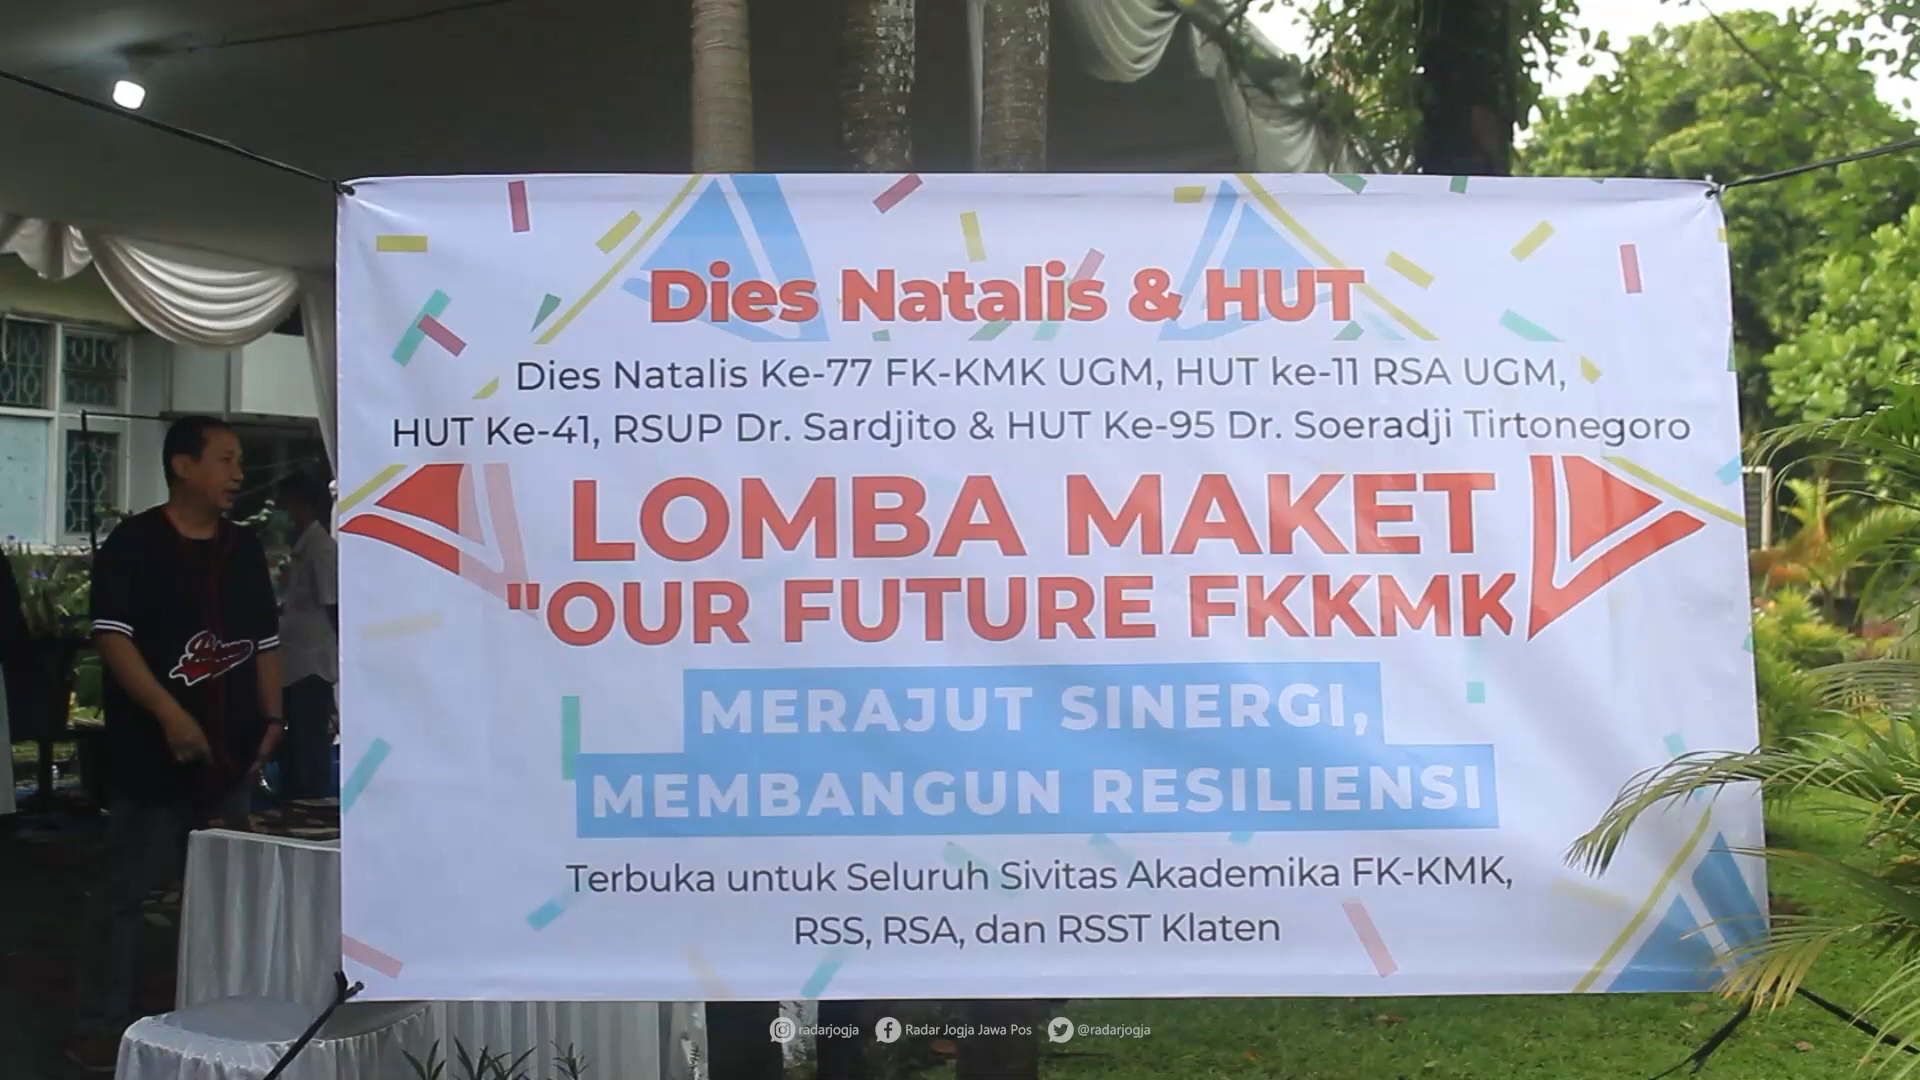 Dies Natalis & HUT
Dies Natalis Ke-77 FK-KMK UGM, HUT ke-11 RSA UGM,
HUT Ke-41, RSUP Dr. Sardjito & HUT Ke-95 Dr. Soeradji Tirtonegoro
LOMBA MAKET
"OUR FUTURE FKKMK
MERAJUT SINERGI,
MEMBANGUN RESILIENSI
Terbuka untuk Seluruh Sivitas Akademika FK-KMK,
RSS, RSA, dan RSST Klaten
radarjogja Radar Jogja Jawa Pos @radarjogja